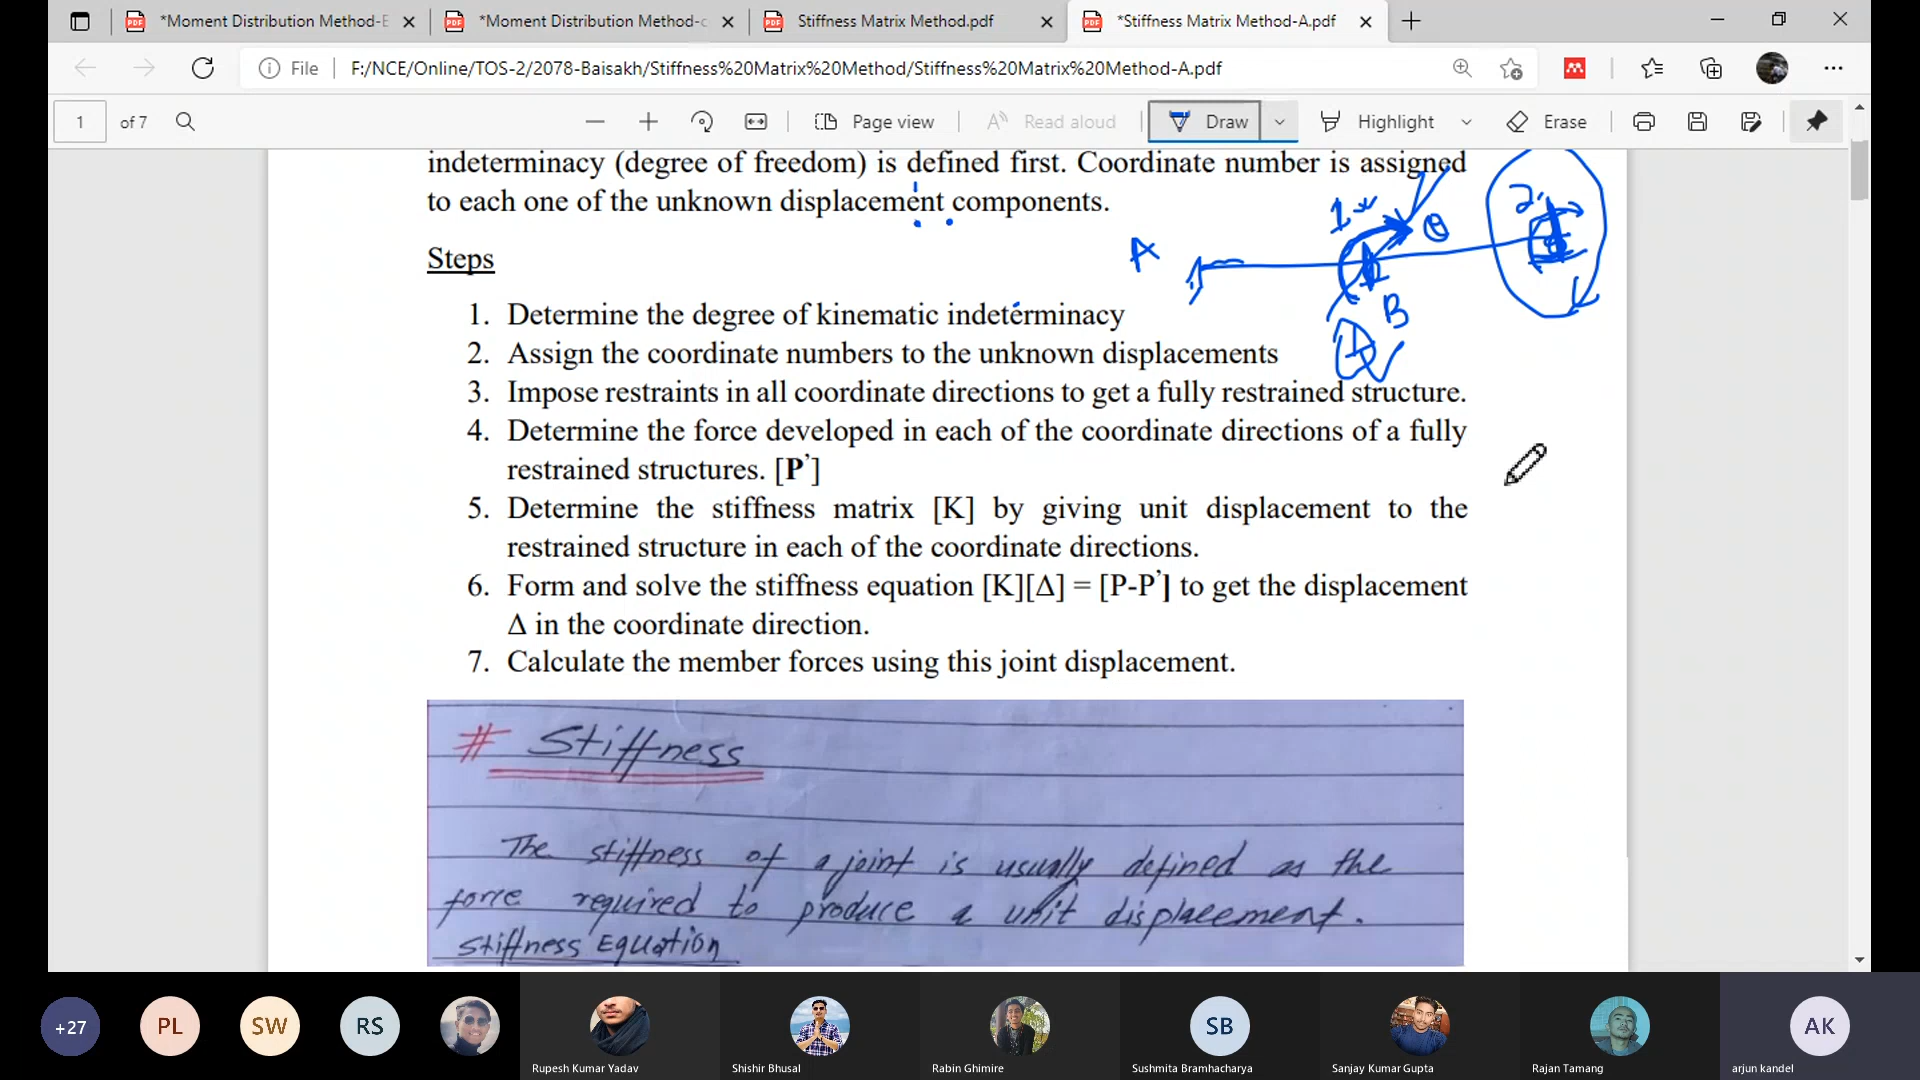 *Moment Distribution Method-E
*Moment Distribution Method-c
Stiffness Matrix Method.pdf
*Stiffness Matrix Method-A.pdf
File
F:/NCE/Online/TOS-2/2078-Baisakh/Stiffness%20Matrix%20Method/Stiffness%20Matrix%20Method-A.pdf
1 of 7
Page view
Read aloud
Draw
Highlight
Erase
indeterminacy (degree of freedom) is defined first. Coordinate number is assigned
to each one of the unknown displacement components.
A
1
θ
2
B
Steps
1. Determine the degree of kinematic indeterminacy
2. Assign the coordinate numbers to the unknown displacements
3. Impose restraints in all coordinate directions to get a fully restrained structure.
4. Determine the force developed in each of the coordinate directions of a fully
restrained structures. [P’]
5. Determine the stiffness matrix [K] by giving unit displacement to the
restrained structure in each of the coordinate directions.
6. Form and solve the stiffness equation [K][Δ] = [P-P’] to get the displacement
Δ in the coordinate direction.
7. Calculate the member forces using this joint displacement.
# Stiffness
The stiffness of a joint is usually defined as the
force required to produce a unit displacement.
Stiffness Equation
+27
PL
SW
RS
Rupesh Kumar Yadav
Shishir Bhusal
Rabin Ghimire
SB
Sushmita Bramhacharya
Sanjay Kumar Gupta
Rajan Tamang
AK
arjun kandel